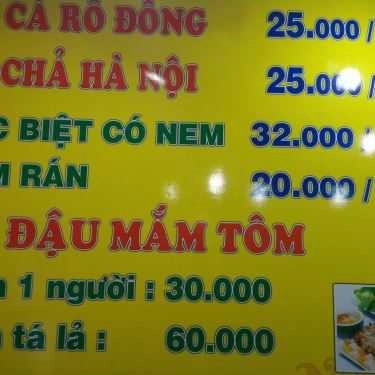 CÁ RÔ ĐỒNG 25.000 /
CHẢ HÀ NỘI 25.000 /
BIỆT CÓ NEM 32.000 /
RÁN 20.000 /
ĐẬU MẮM TÔM
1 người : 30.000
tá lả : 60.000